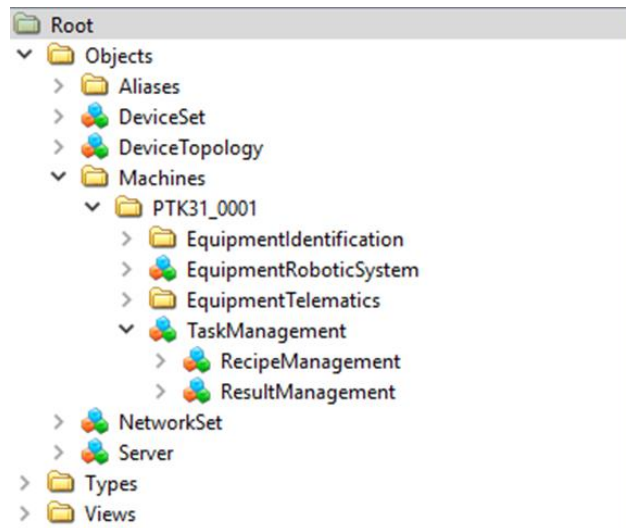 Root
Objects
Aliases
DeviceSet
DeviceTopology
Machines
PTK31_0001
EquipmentIdentification
EquipmentRoboticSystem
EquipmentTelematics
TaskManagement
RecipeManagement
ResultManagement
NetworkSet
Server
Types
Views